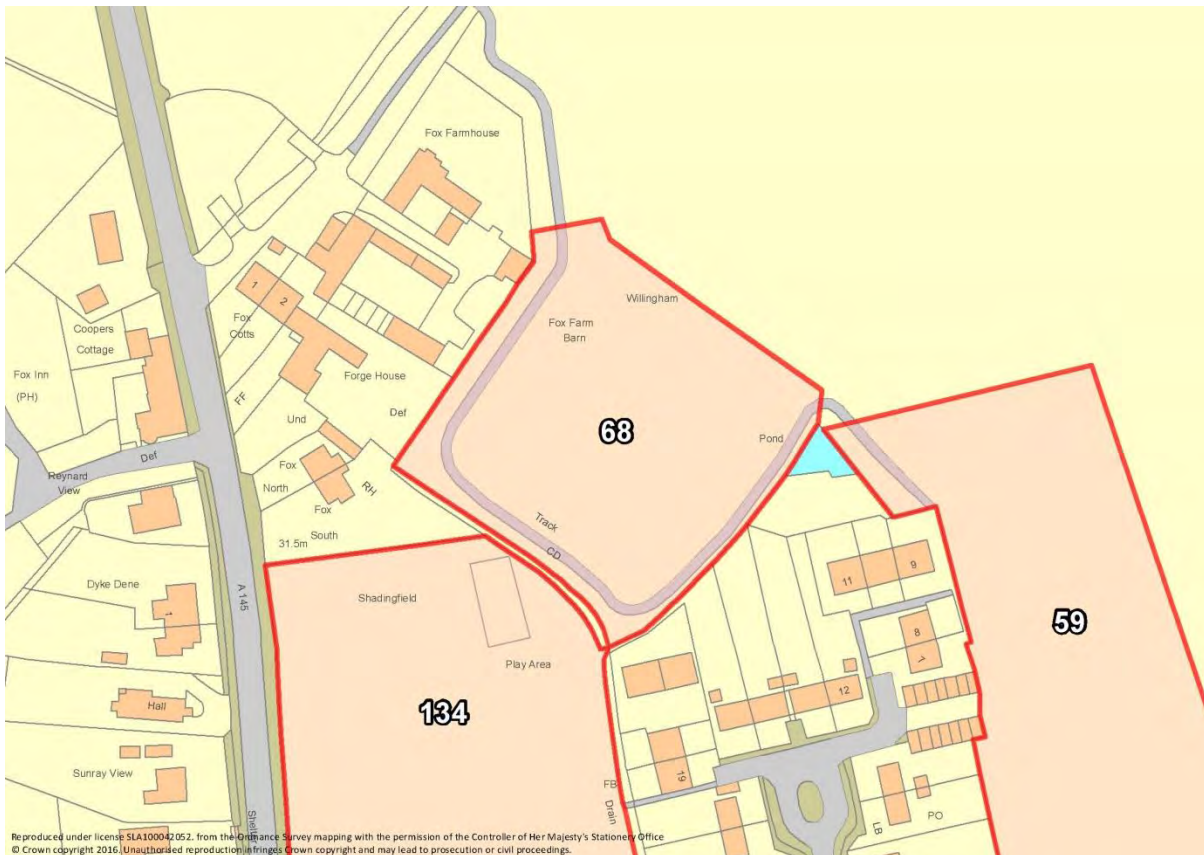 Fox Farmhouse
Willingham
Fox Farm
Barn
1
2
Fox
Cotts
Coopers
Cottage
Fox Inn
(PH)
Forge House
FF
Def
Und
68
Pond
Def
Reynard
View
Fox
North
RH
Fox
South
31.5m
Track
CD
11
9
Dyke Dene
1
A 145
Shadingfield
Play Area
8
7
59
134
12
Hall
Sunray View
19
FB
Drain
LB
PO
Shelter
Reproduced under license SLA100042052. from the Ordnance Survey mapping with the permission of the Controller of Her Majesty's Stationery Office
© Crown copyright 2016. Unauthorised reproduction infringes Crown copyright and may lead to prosecution or civil proceedings.